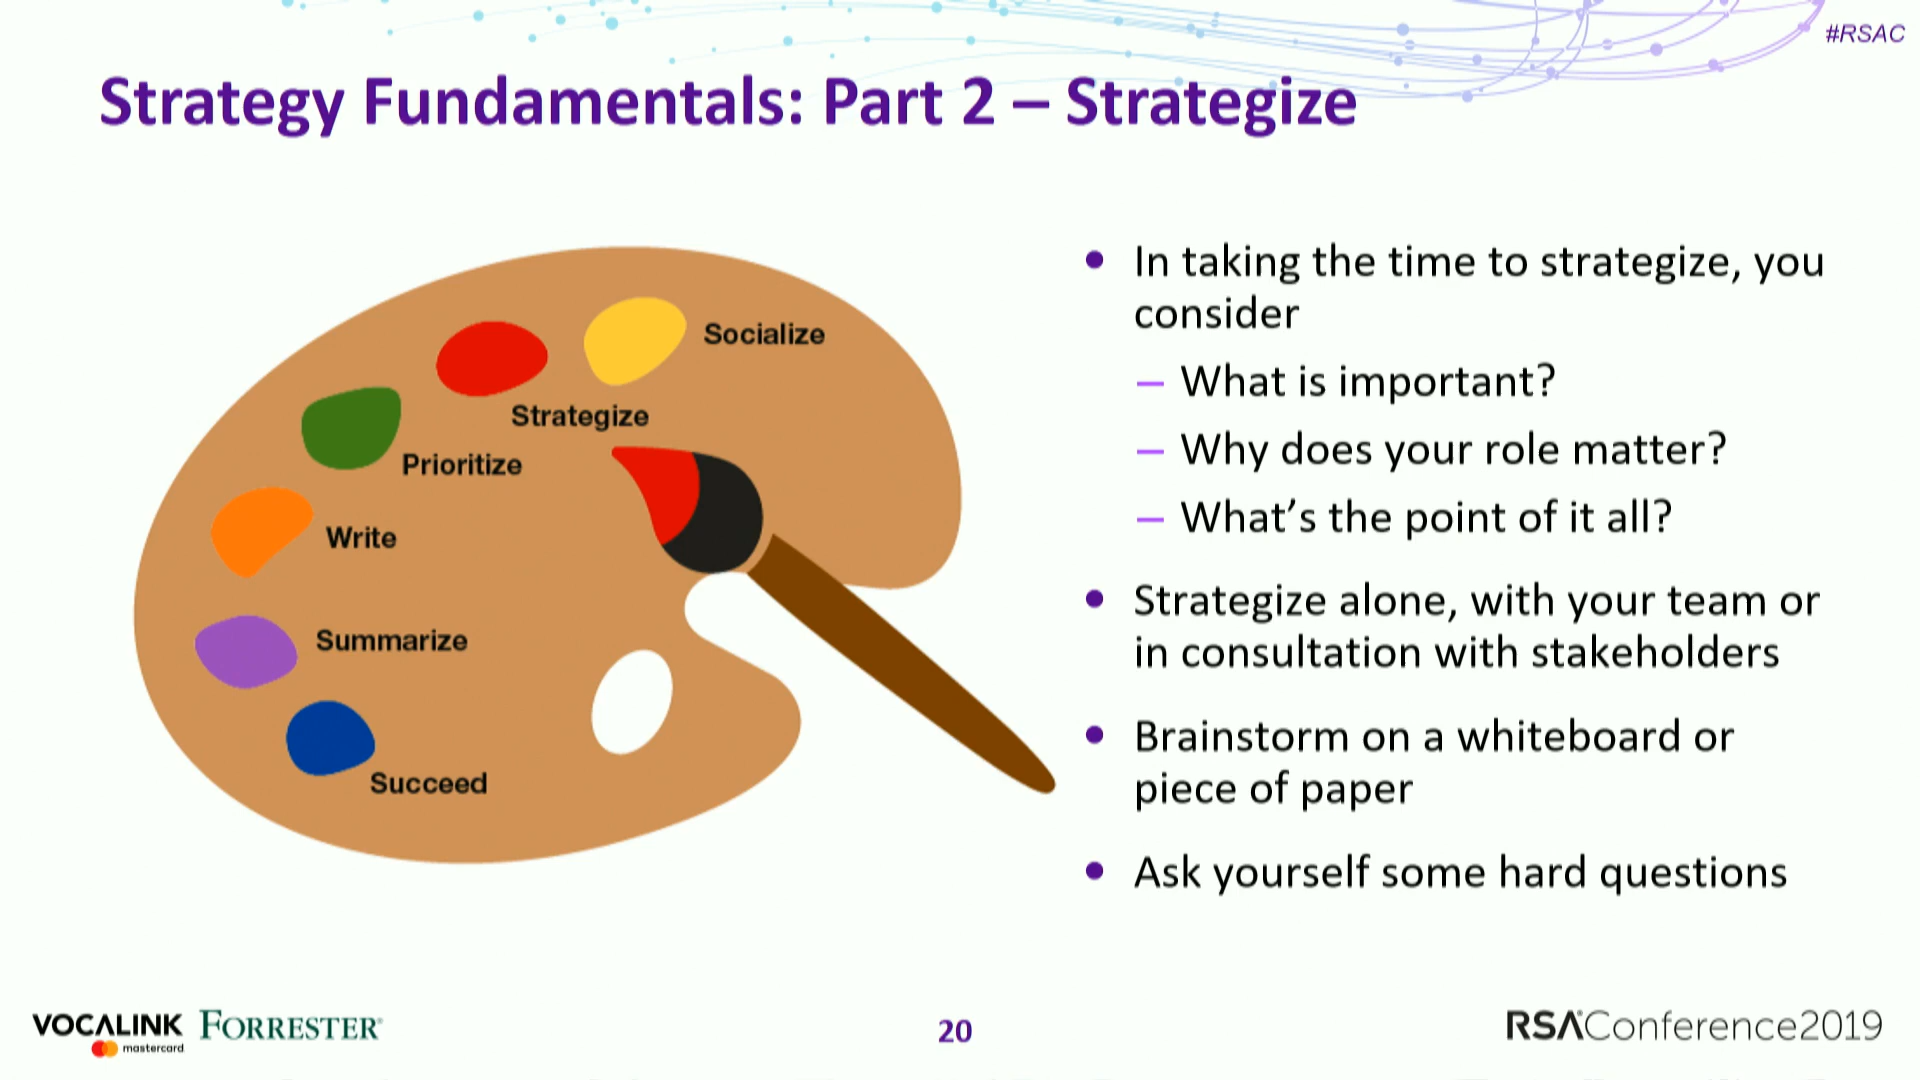 #RSAC
Strategy Fundamentals: Part 2 – Strategize
Socialize
Strategize
Prioritize
Write
Summarize
Succeed
• In taking the time to strategize, you
consider
– What is important?
– Why does your role matter?
– What’s the point of it all?
• Strategize alone, with your team or
in consultation with stakeholders
• Brainstorm on a whiteboard or
piece of paper
• Ask yourself some hard questions
VOCALINK
mastercard
FORRESTER®
20
RSAConference2019